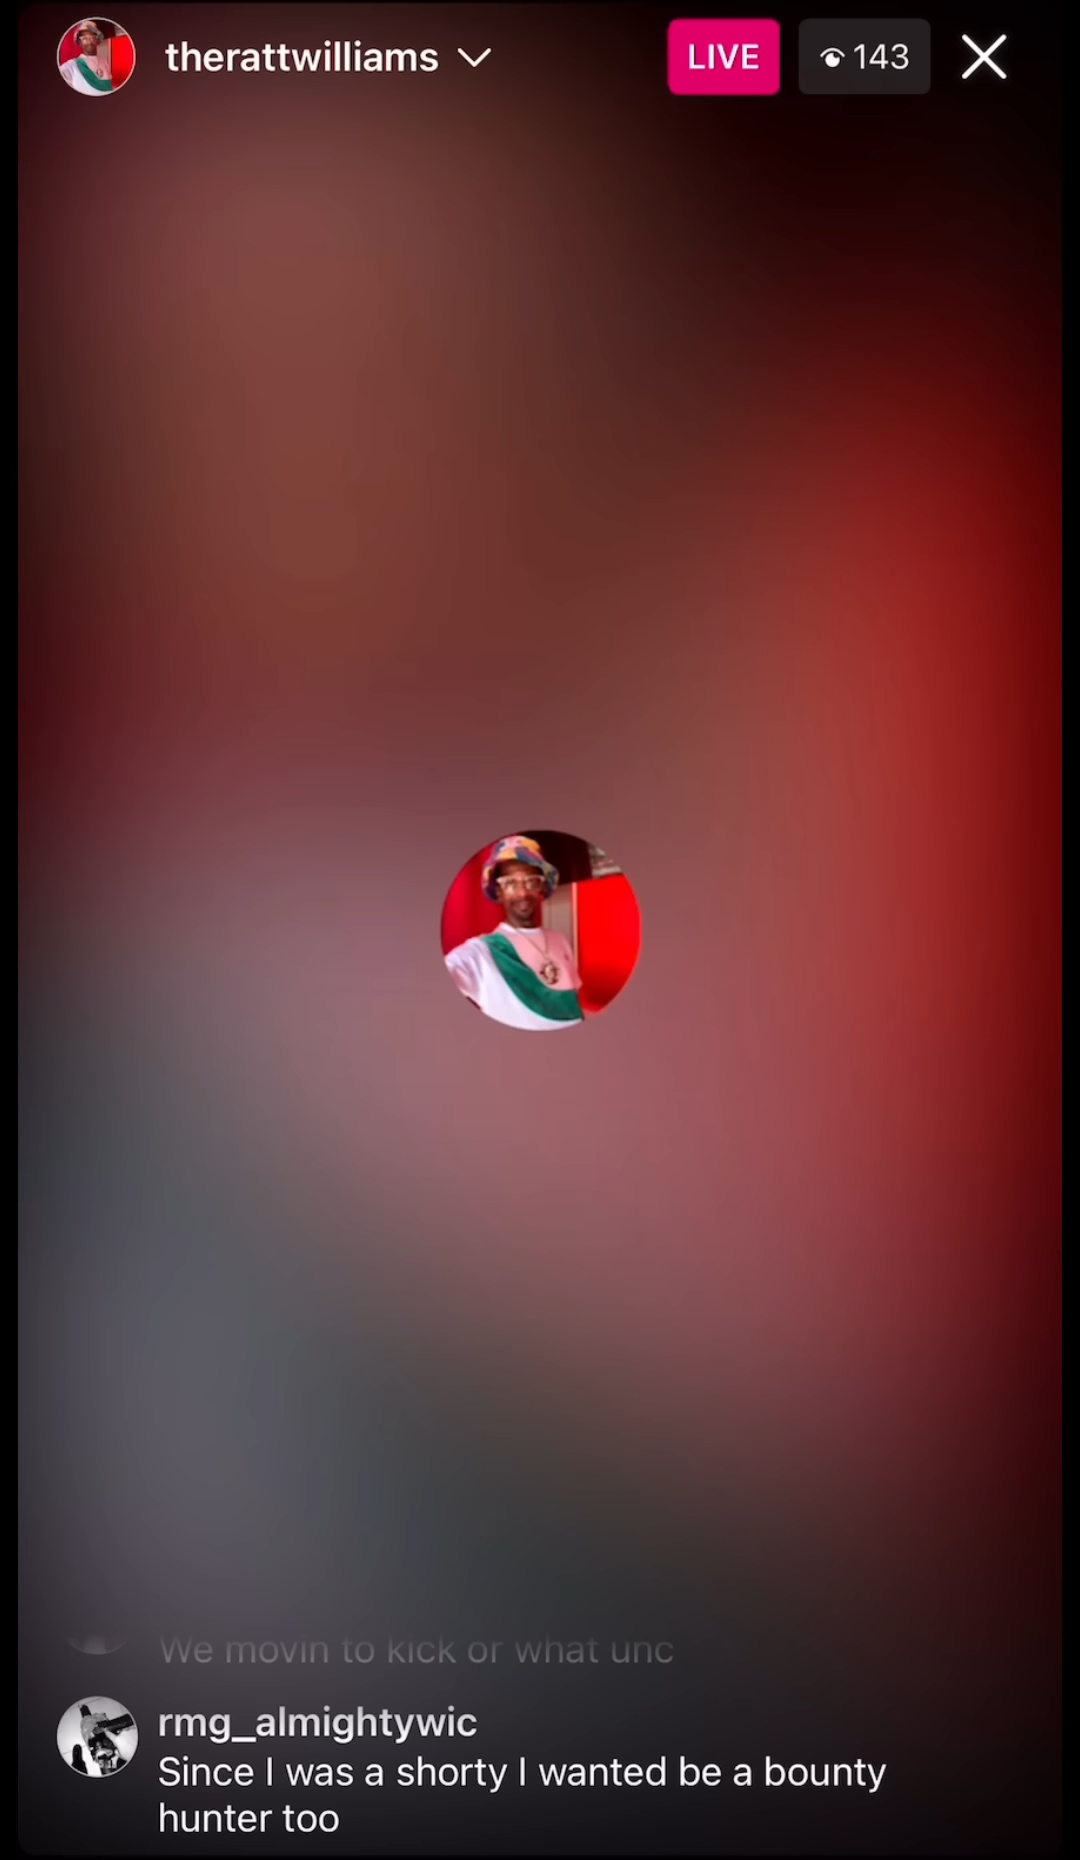 therattwilliams
LIVE
143
We movin to kick or what unc
rmg_almightywic
Since I was a shorty I wanted be a bounty
hunter too